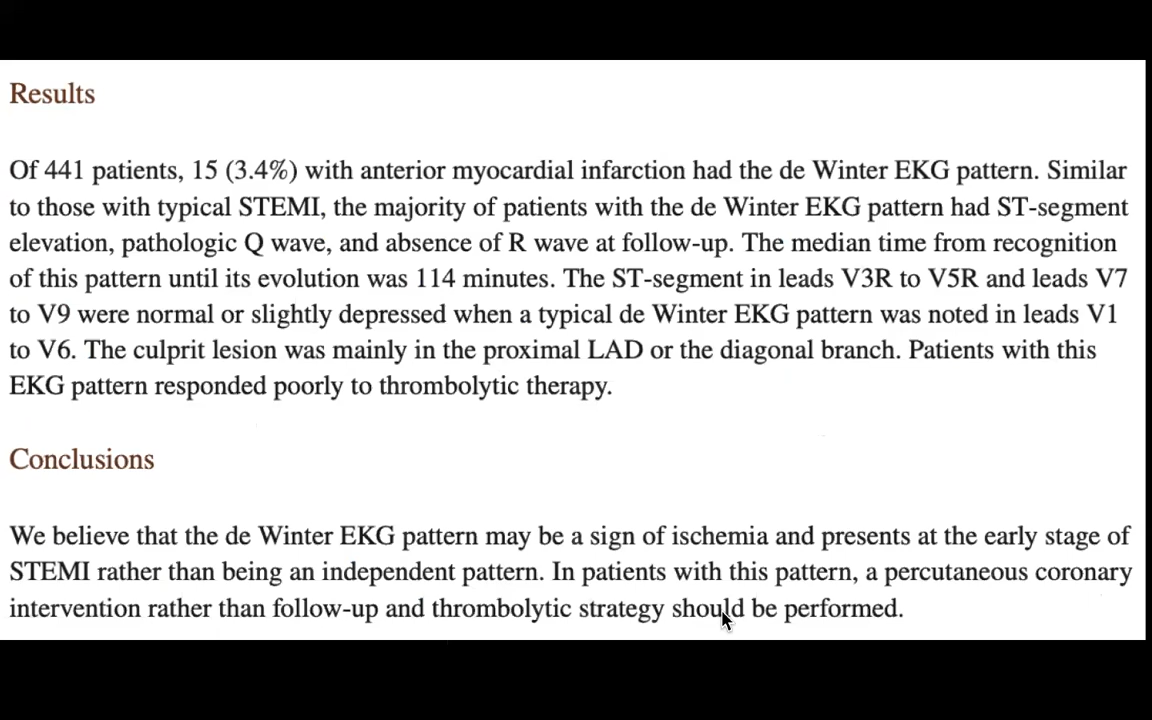 Results
Of 441 patients, 15 (3.4%) with anterior myocardial infarction had the de Winter EKG pattern. Similar
to those with typical STEMI, the majority of patients with the de Winter EKG pattern had ST-segment
elevation, pathologic Q wave, and absence of R wave at follow-up. The median time from recognition
of this pattern until its evolution was 114 minutes. The ST-segment in leads V3R to V5R and leads V7
to V9 were normal or slightly depressed when a typical de Winter EKG pattern was noted in leads V1
to V6. The culprit lesion was mainly in the proximal LAD or the diagonal branch. Patients with this
EKG pattern responded poorly to thrombolytic therapy.
Conclusions
We believe that the de Winter EKG pattern may be a sign of ischemia and presents at the early stage of
STEMI rather than being an independent pattern. In patients with this pattern, a percutaneous coronary
intervention rather than follow-up and thrombolytic strategy should be performed.